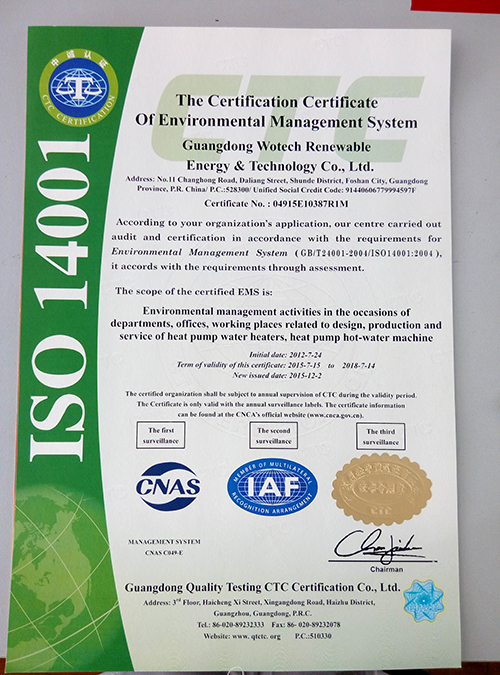 中诚认证
CTC CERTIFICATION
CTC
ISO 14001
The Certification Certificate
Of Environmental Management System
Guangdong Wotech Renewable
Energy & Technology Co., Ltd.
Address: No.11 Changhong Road, Daliang Street, Shunde District, Foshan City, Guangdong
Province, P.R. China/ P.C.:528300/ Unified Social Credit Code: 91440606779994597F
Certificate No. : 04915E10387R1M
According to your organization's application, our centre carried out
audit and certification in accordance with the requirements for
Environmental Management System ( GB/T24001-2004/ISO14001:2004 ),
it accords with the requirements through assessment.
The scope of the certified EMS is:
Environmental management activities in the occasions of
departments, offices, working places related to design, production and
service of heat pump water heaters, heat pump hot-water machine
Initial date: 2012-7-24
Term of validity of this certificate: 2015-7-15 to 2018-7-14
New issued date: 2015-12-2
The certified organization shall be subject to annual supervision of CTC during the validity period.
The Certificate is only valid with the annual surveillance labels. The certificate information
can be found at the CNCA's official website (www.cnca.gov.cn).
The first
surveillance
The second
surveillance
The third
surveillance
CNAS
MEMBER OF MULTILATERAL
IAF
RECOGNITION ARRANGEMENT
CTC
MANAGEMENT SYSTEM
CNAS C049-E
Chairman
Guangdong Quality Testing CTC Certification Co., Ltd.
Address: 3rd Floor, Haicheng Xi Street, Xingangdong Road, Haizhu District,
Guangzhou, Guangdong, P.R.C.
Tel.: 86-020-89232333 Fax: 86- 020-89232078
Website: www. qtctc. org P.C.:510330